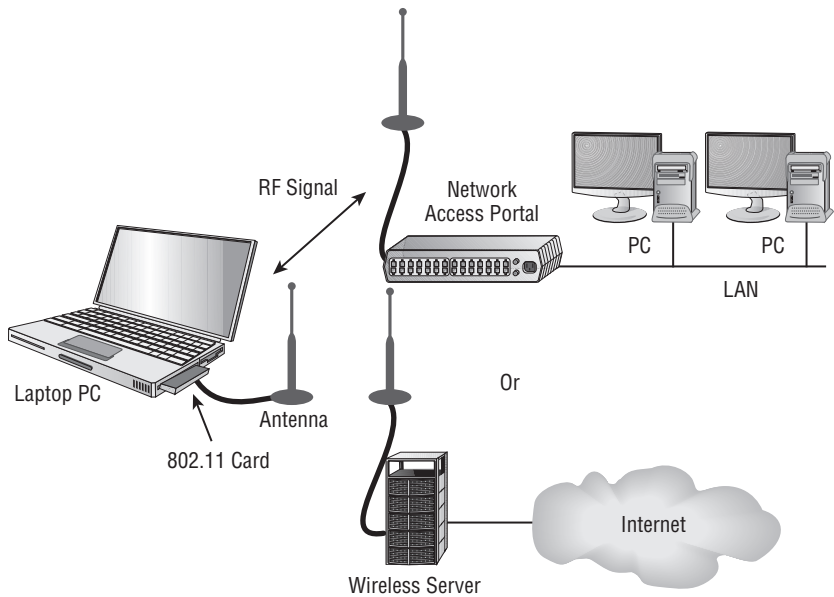 RF Signal
Network
Access Portal
PC
PC
LAN
Laptop PC
Antenna
802.11 Card
Or
Internet
Wireless Server